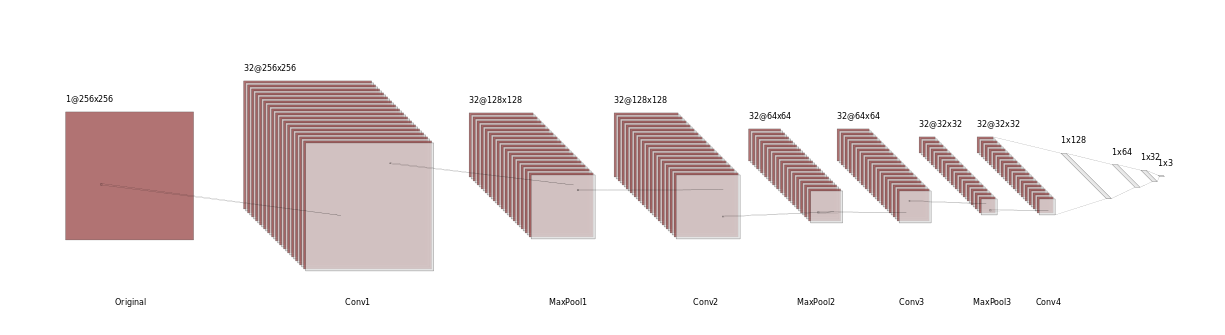 1@256x256
32@256x256
32@128x128
32@128x128
32@64x64
32@64x64
32@32x32
32@32x32
1x128
1x64
1x32
1x3
Original
Conv1
MaxPool1
Conv2
MaxPool2
Conv3
MaxPool3
Conv4